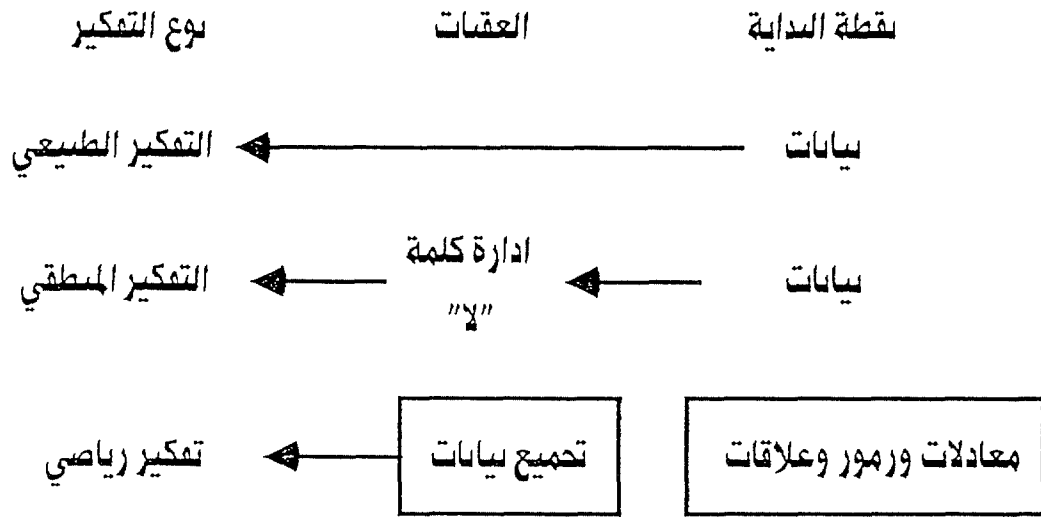 نقطة البداية العقبات نوع التفكير
بيانات التفكير الطبيعي
بيانات ادارة كلمة "لا" التفكير المنطقي
معادلات ورموز وعلاقات تجميع بيانات تفكير رياضي